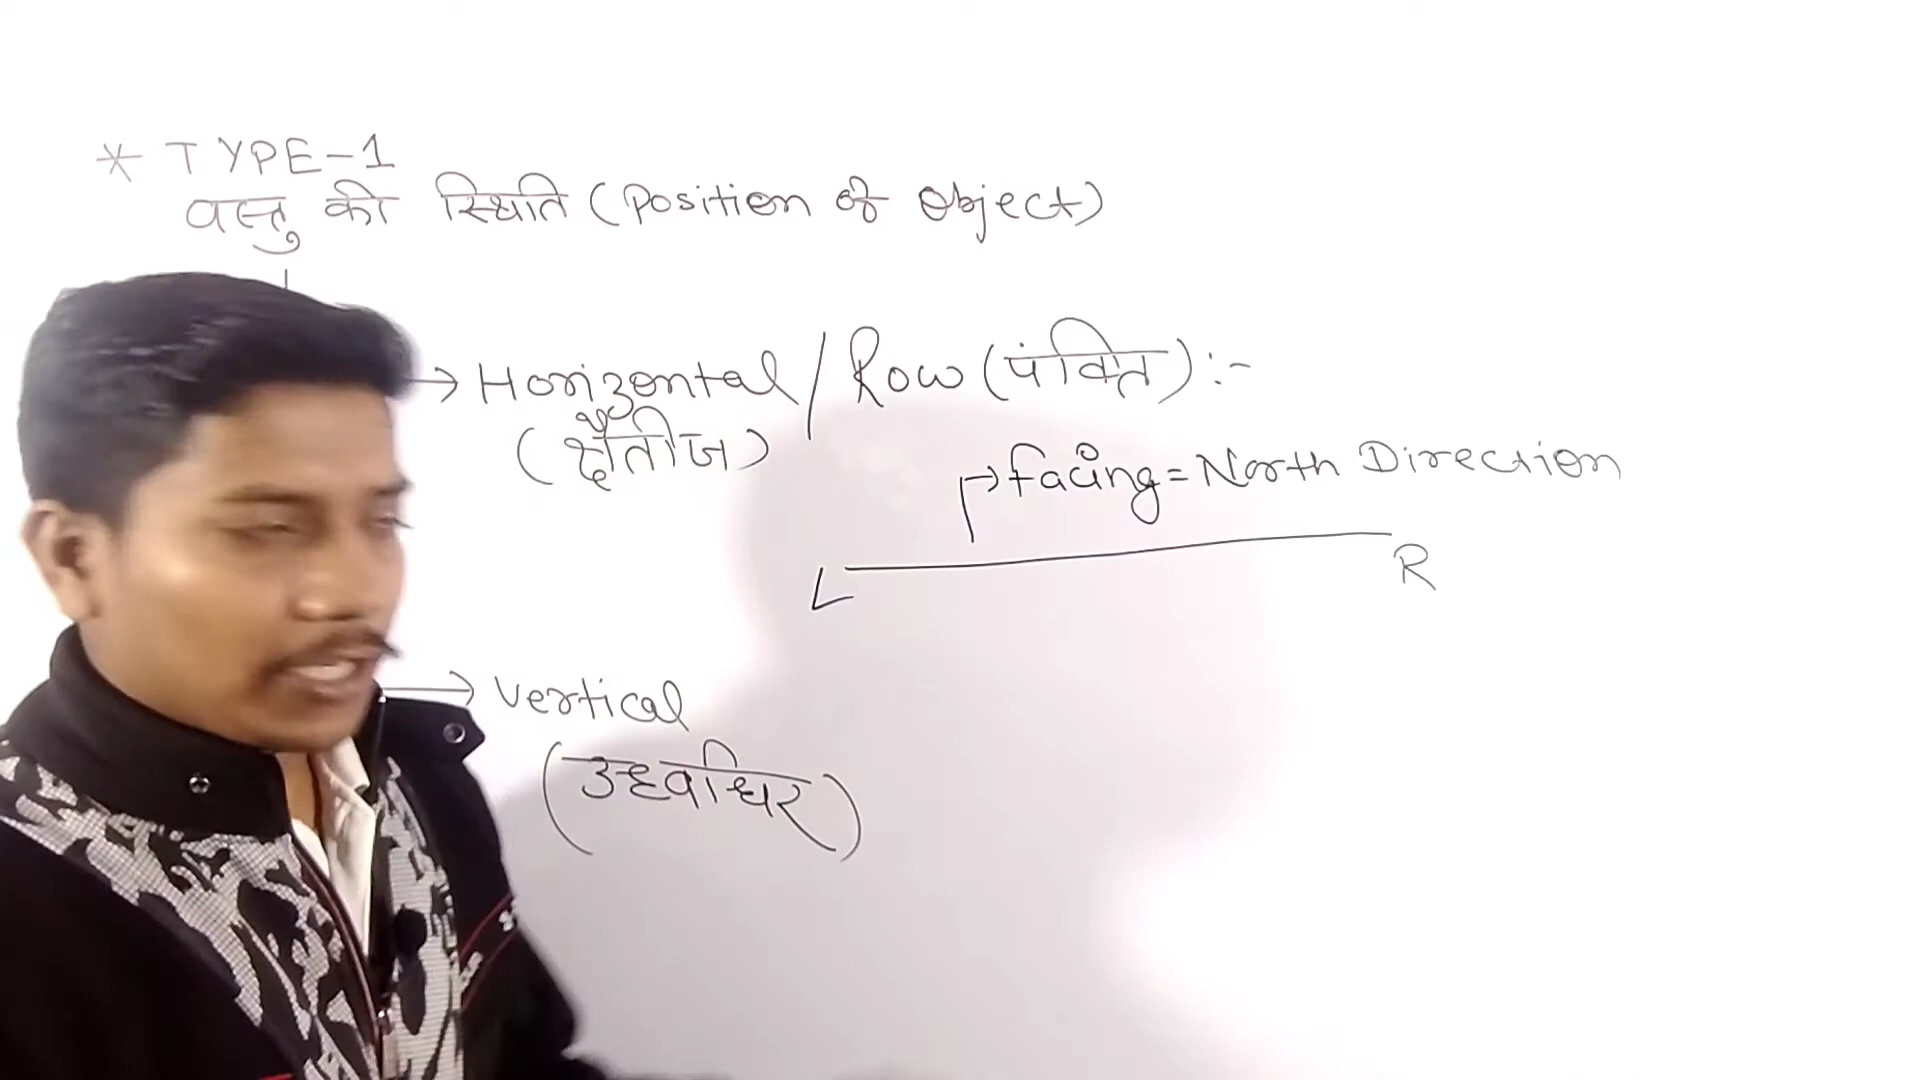 * TYPE-1
वस्तु की स्थिति (Position of Object)
→ Horizontal / Row (पंक्ति) :-
(क्षैतीज)
→ facing = North Direction
L R
→ Vertical
(उर्ध्वाधर)